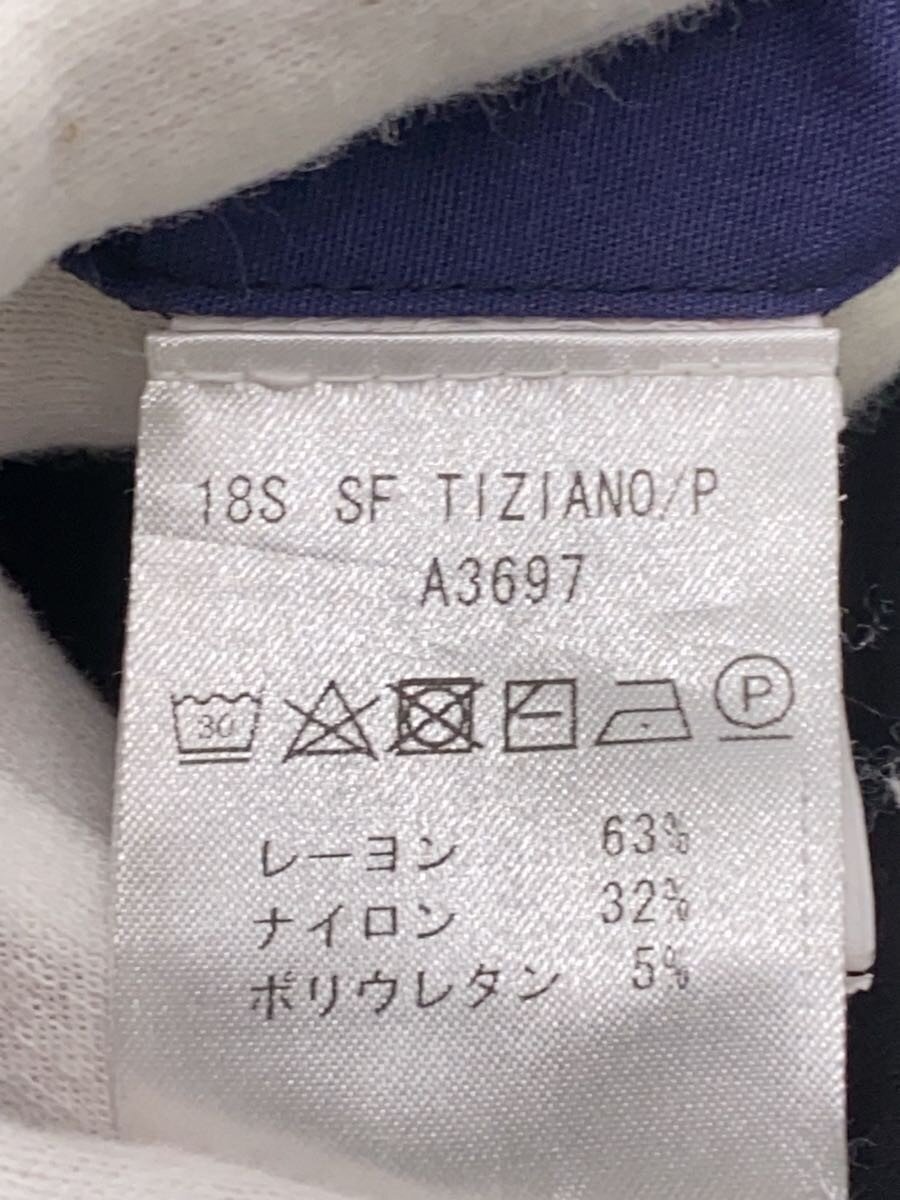 18S SF TIZIANO/P
A3697
30 P
レーヨン 63%
ナイロン 32%
ポリウレタン 5%